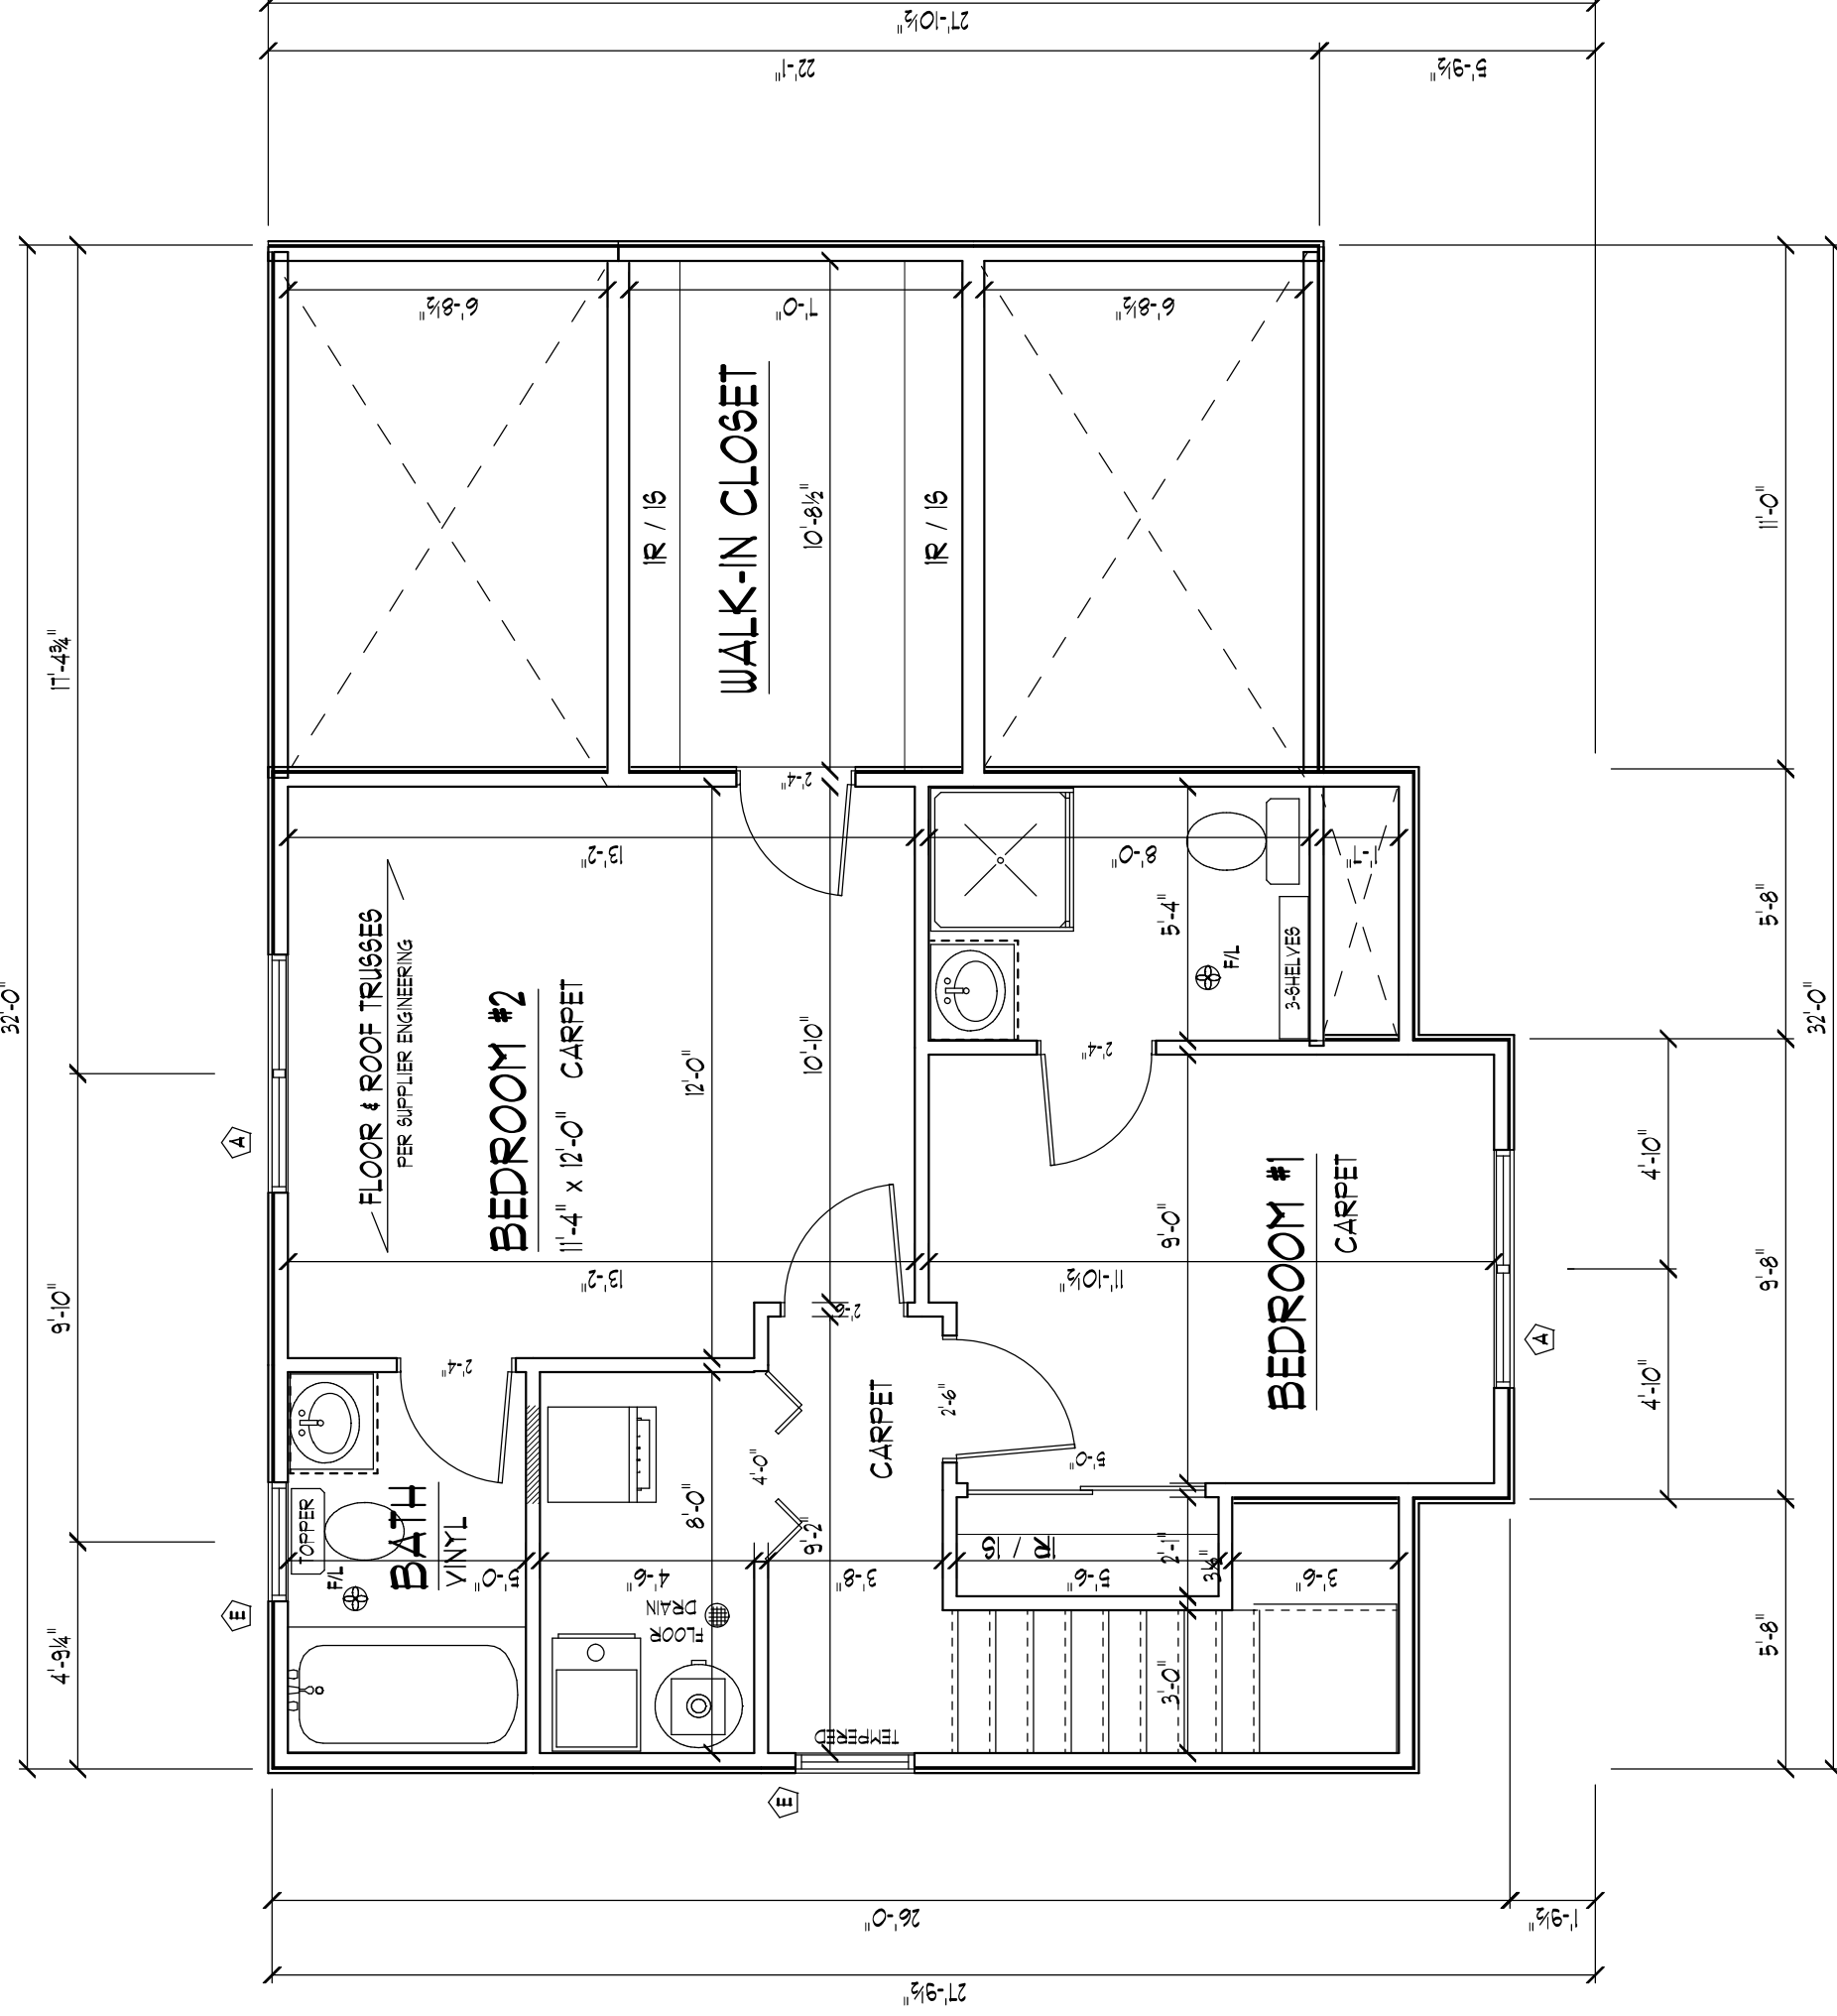 27'-10½"
22'-1"
5'-9½"
32'-0"
17'-4¾"
9'-10"
4'-9¼"
6'-8½"
7'-0"
6'-8½"
1R / 1S
WALK-IN CLOSET
10'-8½"
1R / 1S
11'-0"
2'-4"
13'-2"
8'-0"
1'-7"
FLOOR & ROOF TRUSSES
PER SUPPLIER ENGINEERING
BEDROOM #2
11'-4" x 12'-0" CARPET
12'-0"
10'-10"
5'-4"
F/L
3-SHELVES
5'-8"
32'-0"
2'-4"
A
13'-2"
11'-10½"
9'-0"
BEDROOM #1
CARPET
4'-10"
9'-8"
4'-10"
A
2'-6"
2'-4"
CARPET
2'-6"
5'-0"
4'-0"
8'-0"
9'-2"
TOPPER
BATH
VINYL
F/L
E
5'-0"
4'-6"
3'-8"
1R / 1S
5'-6"
2'-1"
3½"
3'-6"
FLOOR
DRAIN
3'-0"
TEMPERED
E
5'-8"
26'-0"
1'-9½"
27'-9½"